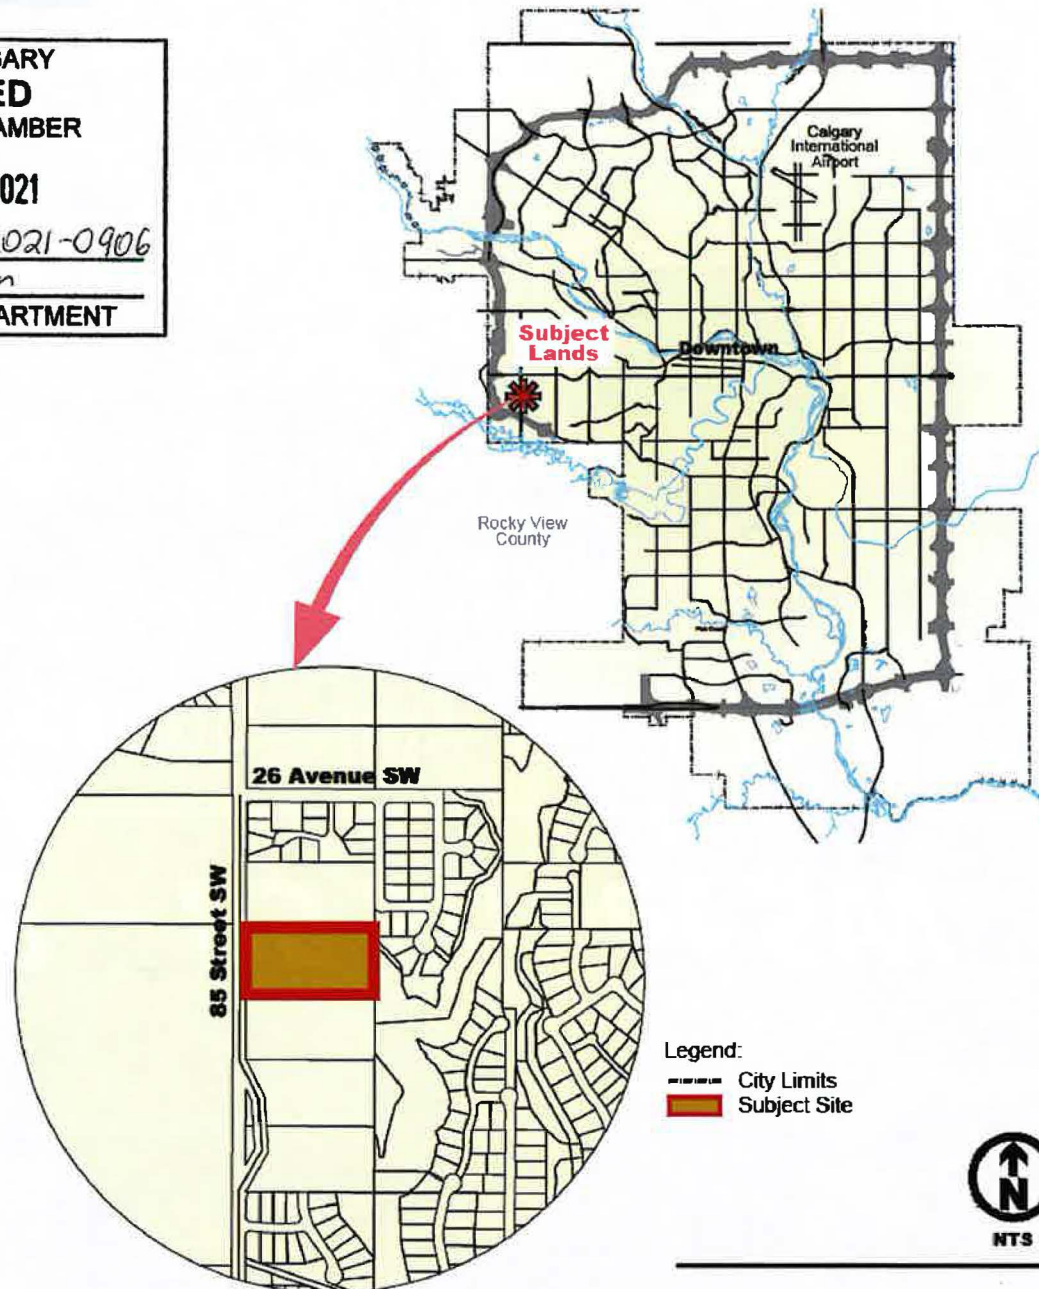 GARY
ED
AMBER
021
021-0906
ARTMENT
Calgary
International
Airport
Subject
Lands
Downtown
Rocky View
County
26 Avenue SW
85 Street SW
Legend:
City Limits
Subject Site
N
NTS